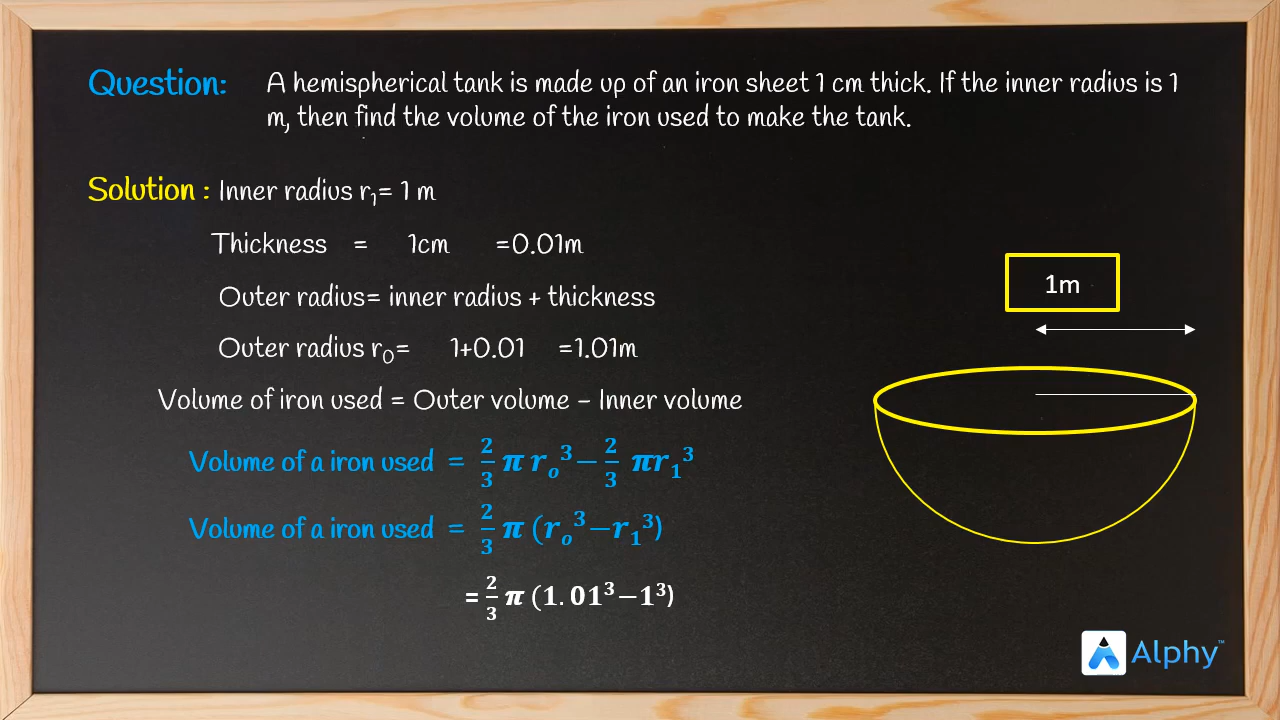 Question: A hemispherical tank is made up of an iron sheet 1 cm thick. If the inner radius is 1
m, then find the volume of the iron used to make the tank.
Solution : Inner radius r₁= 1 m
Thickness = 1cm =0.01m
Outer radius= inner radius + thickness
Outer radius r₀= 1+0.01 =1.01m
1m
Volume of iron used = Outer volume – Inner volume
Volume of a iron used = 2/3 π rₒ³ − 2/3 πr₁³
Volume of a iron used = 2/3 π (rₒ³ −r₁³)
= 2/3 π (1.01³ −1³)
Alphy™